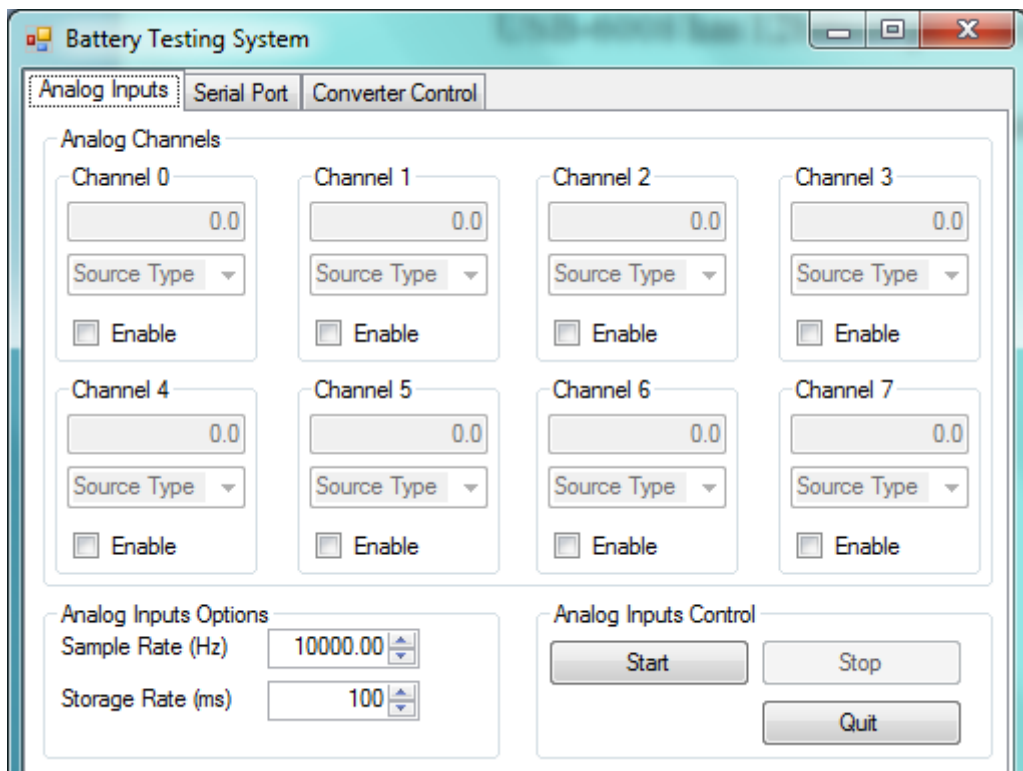 Battery Testing System
Analog Inputs Serial Port Converter Control
Analog Channels
Channel 0 Channel 1 Channel 2 Channel 3
0.0 0.0 0.0 0.0
Source Type Source Type Source Type Source Type
Enable Enable Enable Enable
Channel 4 Channel 5 Channel 6 Channel 7
0.0 0.0 0.0 0.0
Source Type Source Type Source Type Source Type
Enable Enable Enable Enable
Analog Inputs Options Analog Inputs Control
Sample Rate (Hz) 10000.00 Start Stop
Storage Rate (ms) 100 Quit